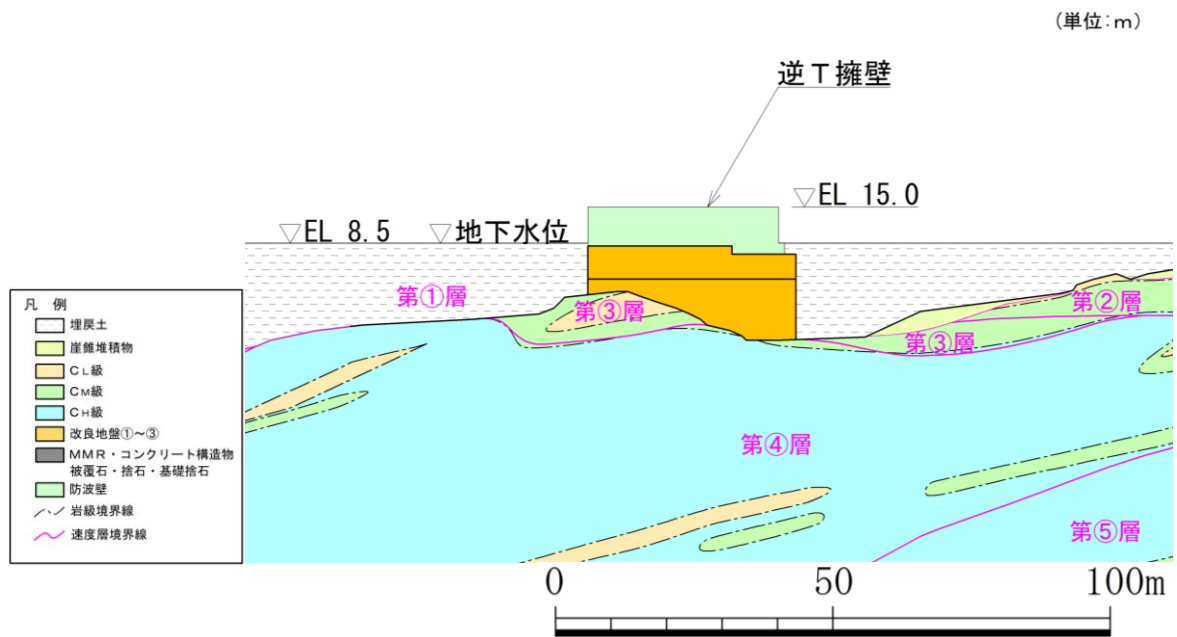 (単位:m)
逆T擁壁
▽EL 15.0
▽EL 8.5
▽地下水位
第①層
第②層
第③層
第③層
第④層
第⑤層
凡 例
埋戻土
崖錐堆積物
CL級
CM級
CH級
改良地盤①~③
MMR・コンクリート構造物
被覆石・捨石・基礎捨石
防波壁
岩級境界線
速度層境界線
0 50 100m